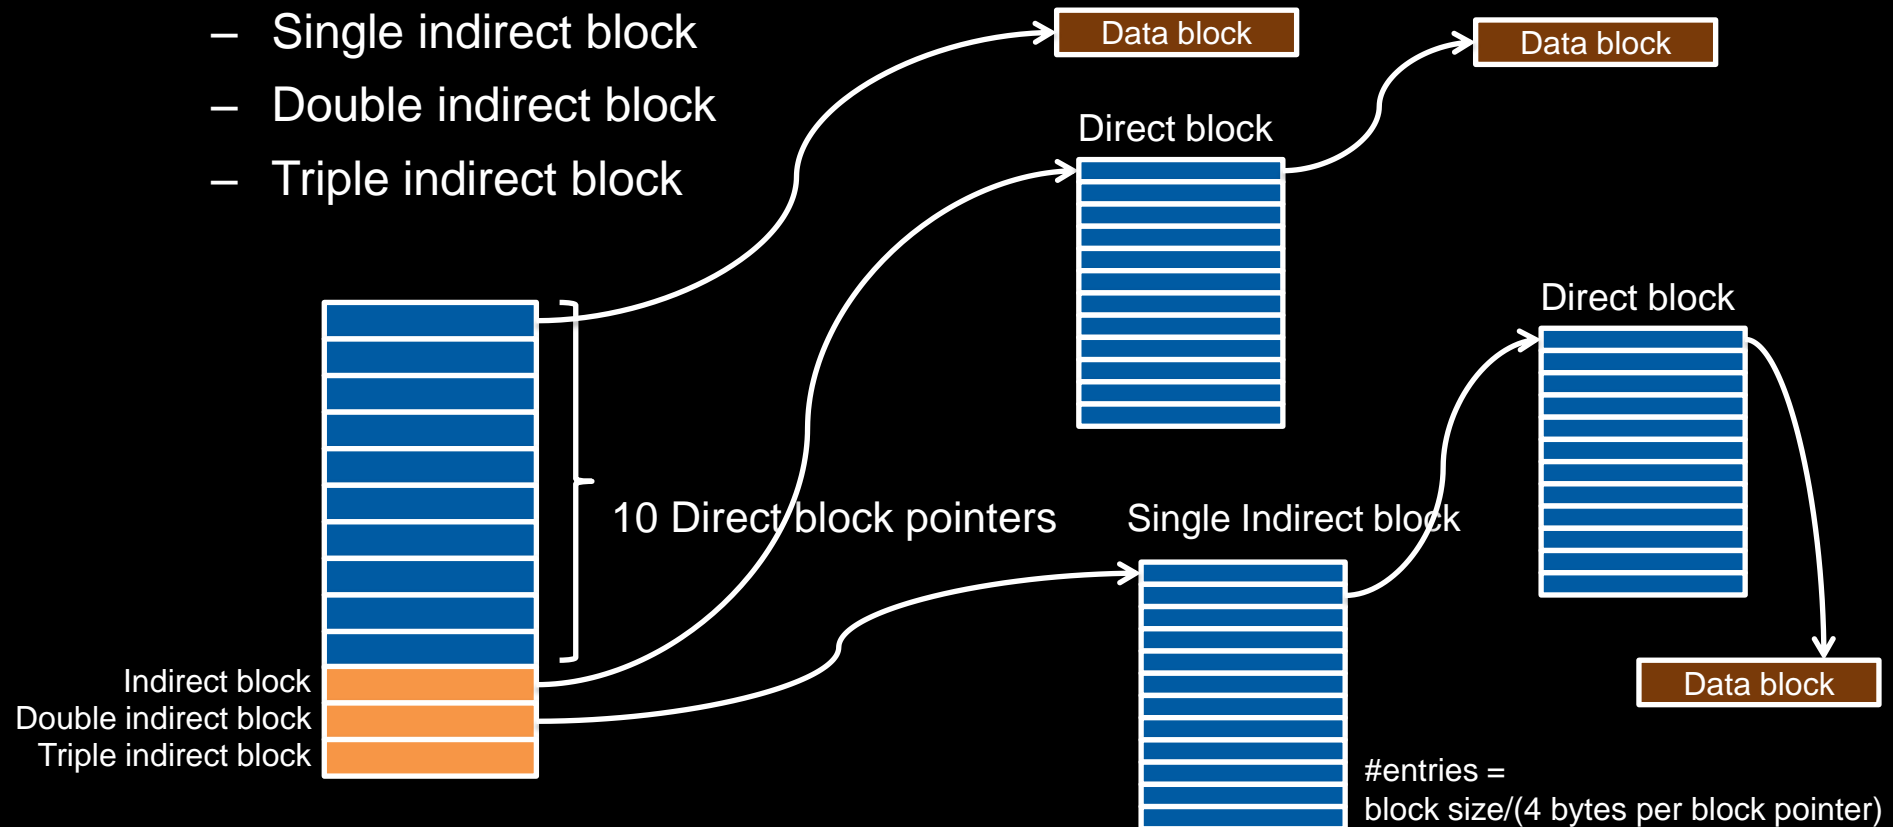 – Single indirect block
– Double indirect block
– Triple indirect block
Data block
Data block
Direct block
Direct block
10 Direct block pointers
Single Indirect block
Indirect block
Double indirect block
Triple indirect block
Data block
#entries =
block size/(4 bytes per block pointer)